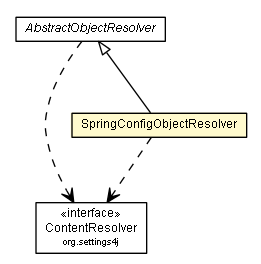 AbstractObjectResolver
SpringConfigObjectResolver
«interface»
ContentResolver
org.settings4j